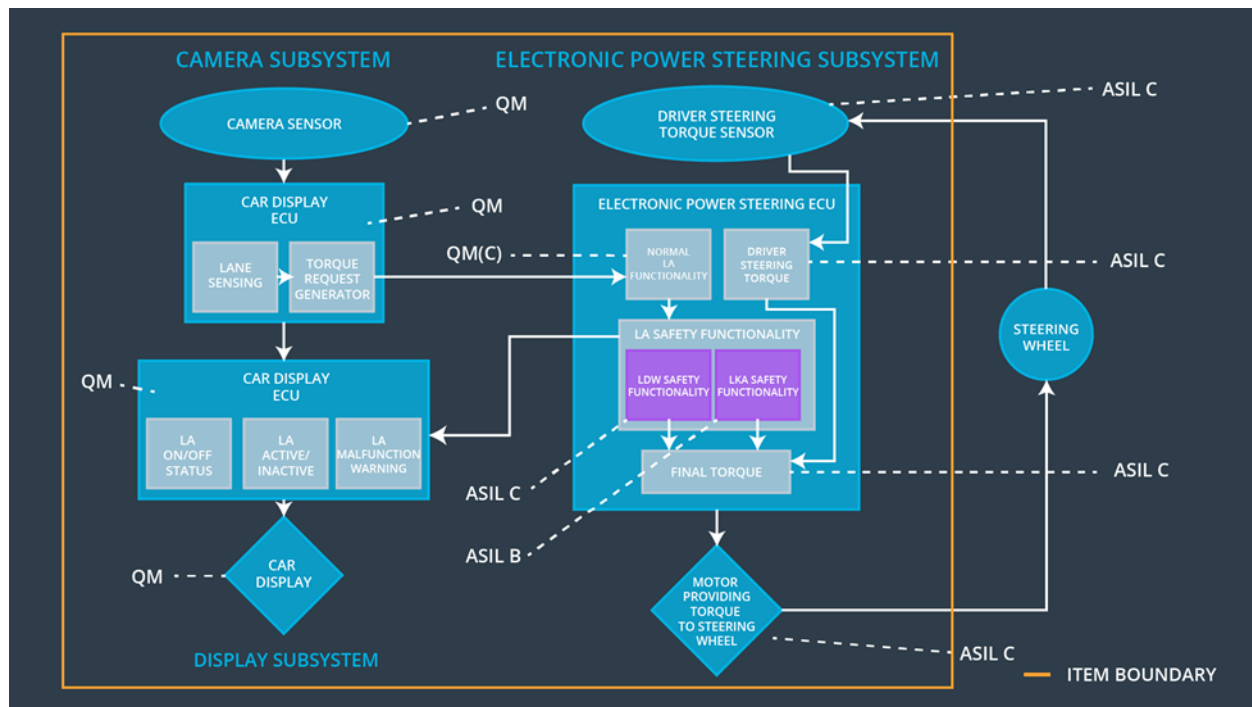 CAMERA SUBSYSTEM
ELECTRONIC POWER STEERING SUBSYSTEM
QM
ASIL C
CAMERA SENSOR
DRIVER STEERING
TORQUE SENSOR
CAR DISPLAY
ECU
QM
LANE
SENSING
TORQUE
REQUEST
GENERATOR
ELECTRONIC POWER STEERING ECU
QM(C)
NORMAL
LA
FUNCTIONALITY
DRIVER
STEERING
TORQUE
ASIL C
STEERING
WHEEL
LA SAFETY FUNCTIONALITY
LDW SAFETY
FUNCTIONALITY
LKA SAFETY
FUNCTIONALITY
QM
CAR DISPLAY
ECU
LA
ON/OFF
STATUS
LA
ACTIVE/
INACTIVE
LA
MALFUNCTION
WARNING
FINAL TORQUE
ASIL C
ASIL C
ASIL B
QM
CAR
DISPLAY
MOTOR
PROVIDING
TORQUE
TO STEERING
WHEEL
DISPLAY SUBSYSTEM
ASIL C
ITEM BOUNDARY